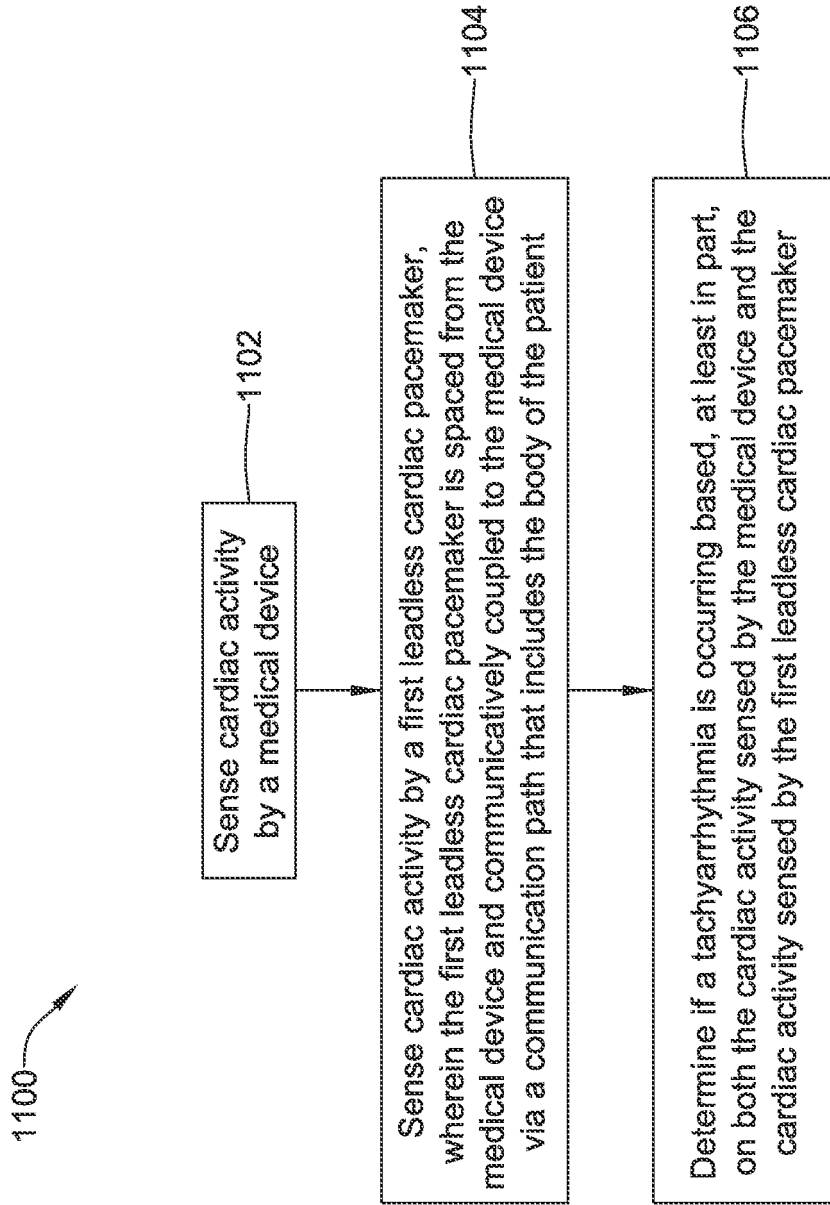 1100
Sense cardiac activity
by a medical device
1102
Sense cardiac activity by a first leadless cardiac pacemaker,
wherein the first leadless cardiac pacemaker is spaced from the
medical device and communicatively coupled to the medical device
via a communication path that includes the body of the patient
1104
Determine if a tachyarrhythmia is occurring based, at least in part,
on both the cardiac activity sensed by the medical device and the
cardiac activity sensed by the first leadless cardiac pacemaker
1106